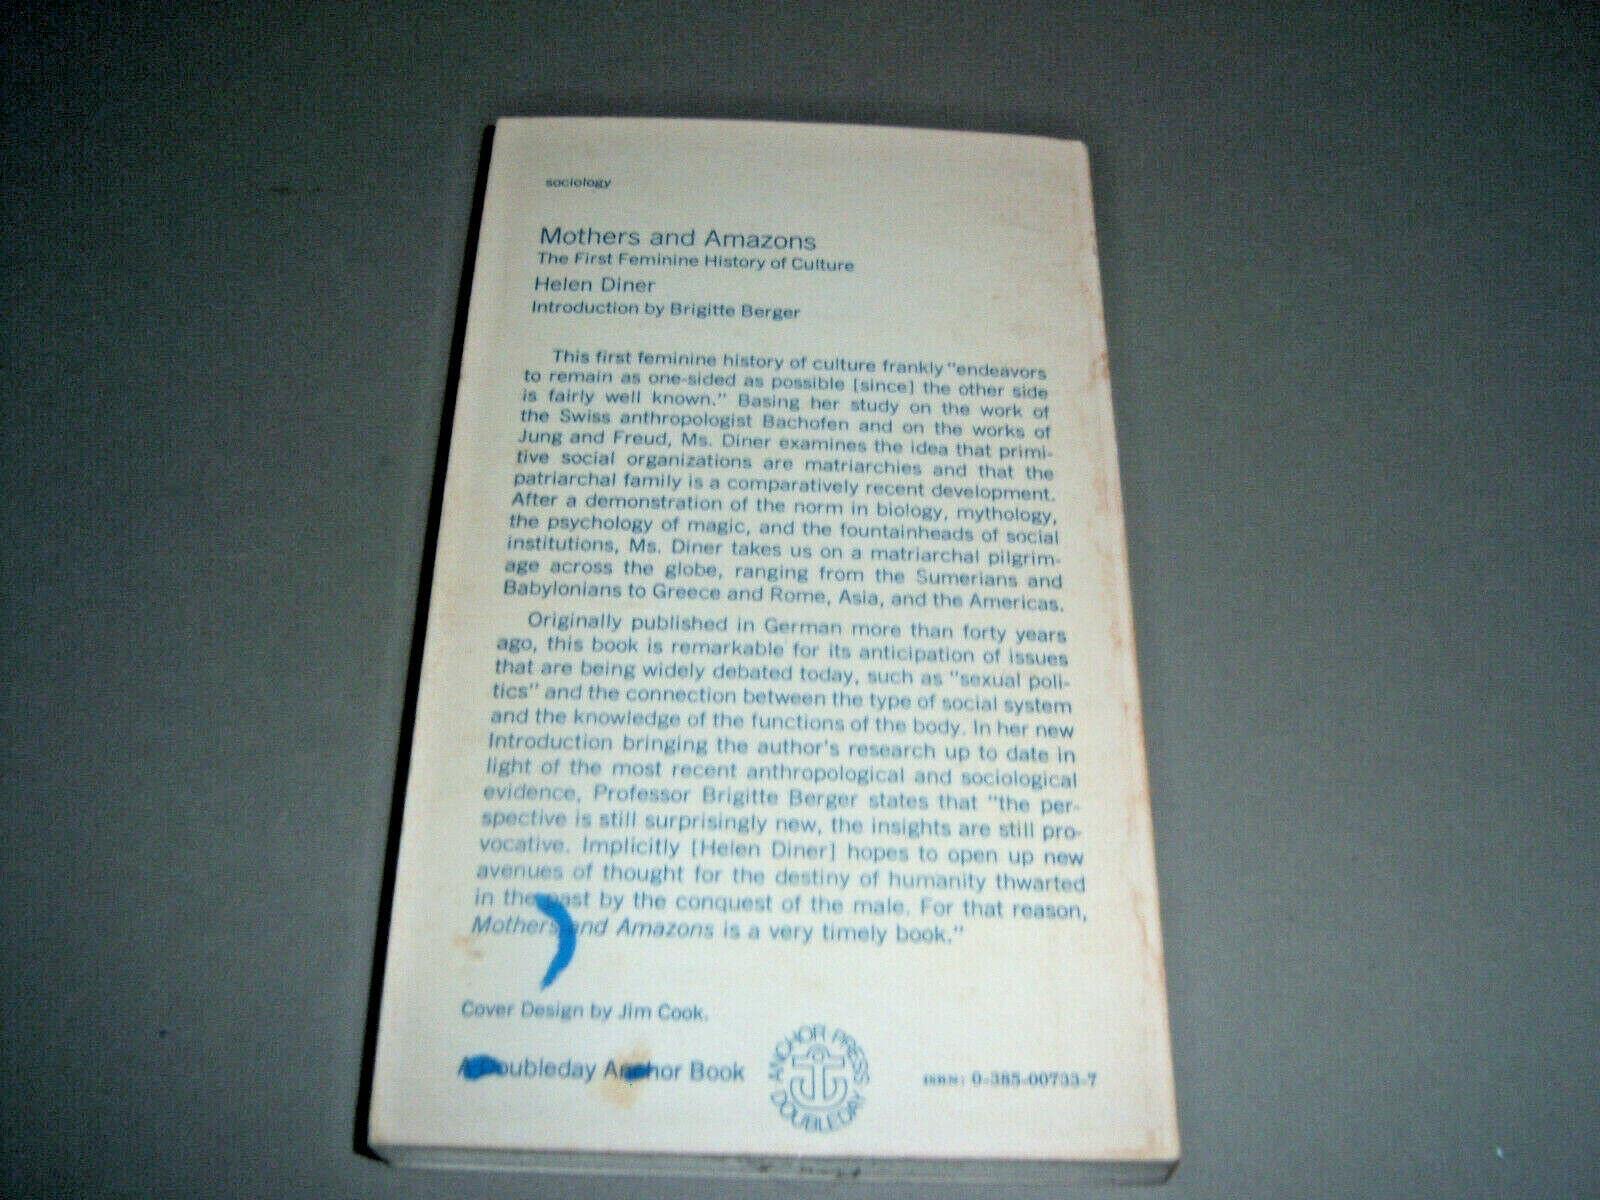 sociology
Mothers and Amazons
The First Feminine History of Culture
Helen Diner
Introduction by Brigitte Berger
This first feminine history of culture frankly "endeavors
to remain as one-sided as possible [since] the other side
is fairly well known." Basing her study on the work of
the Swiss anthropologist Bachofen and on the works of
Jung and Freud, Ms. Diner examines the idea that primi-
tive social organizations are matriarchies and that the
patriarchal family is a comparatively recent development.
After a demonstration of the norm in biology, mythology,
the psychology of magic, and the fountainheads of social
institutions, Ms. Diner takes us on a matriarchal pilgrim-
age across the globe, ranging from the Sumerians and
Babylonians to Greece and Rome, Asia, and the Americas.
Originally published in German more than forty years
ago, this book is remarkable for its anticipation of issues
that are being widely debated today, such as "sexual poli-
tics" and the connection between the type of social system
and the knowledge of the functions of the body. In her new
Introduction bringing the author's research up to date in
light of the most recent anthropological and sociological
evidence, Professor Brigitte Berger states that "the per-
spective is still surprisingly new, the insights are still pro-
vocative. Implicitly [Helen Diner] hopes to open up new
avenues of thought for the destiny of humanity thwarted
in the past by the conquest of the male. For that reason,
Mothers and Amazons is a very timely book."
Cover Design by Jim Cook.
A Doubleday Anchor Book
ANCHOR PRESS
DOUBLEDAY
ISBN: 0-385-00733-7